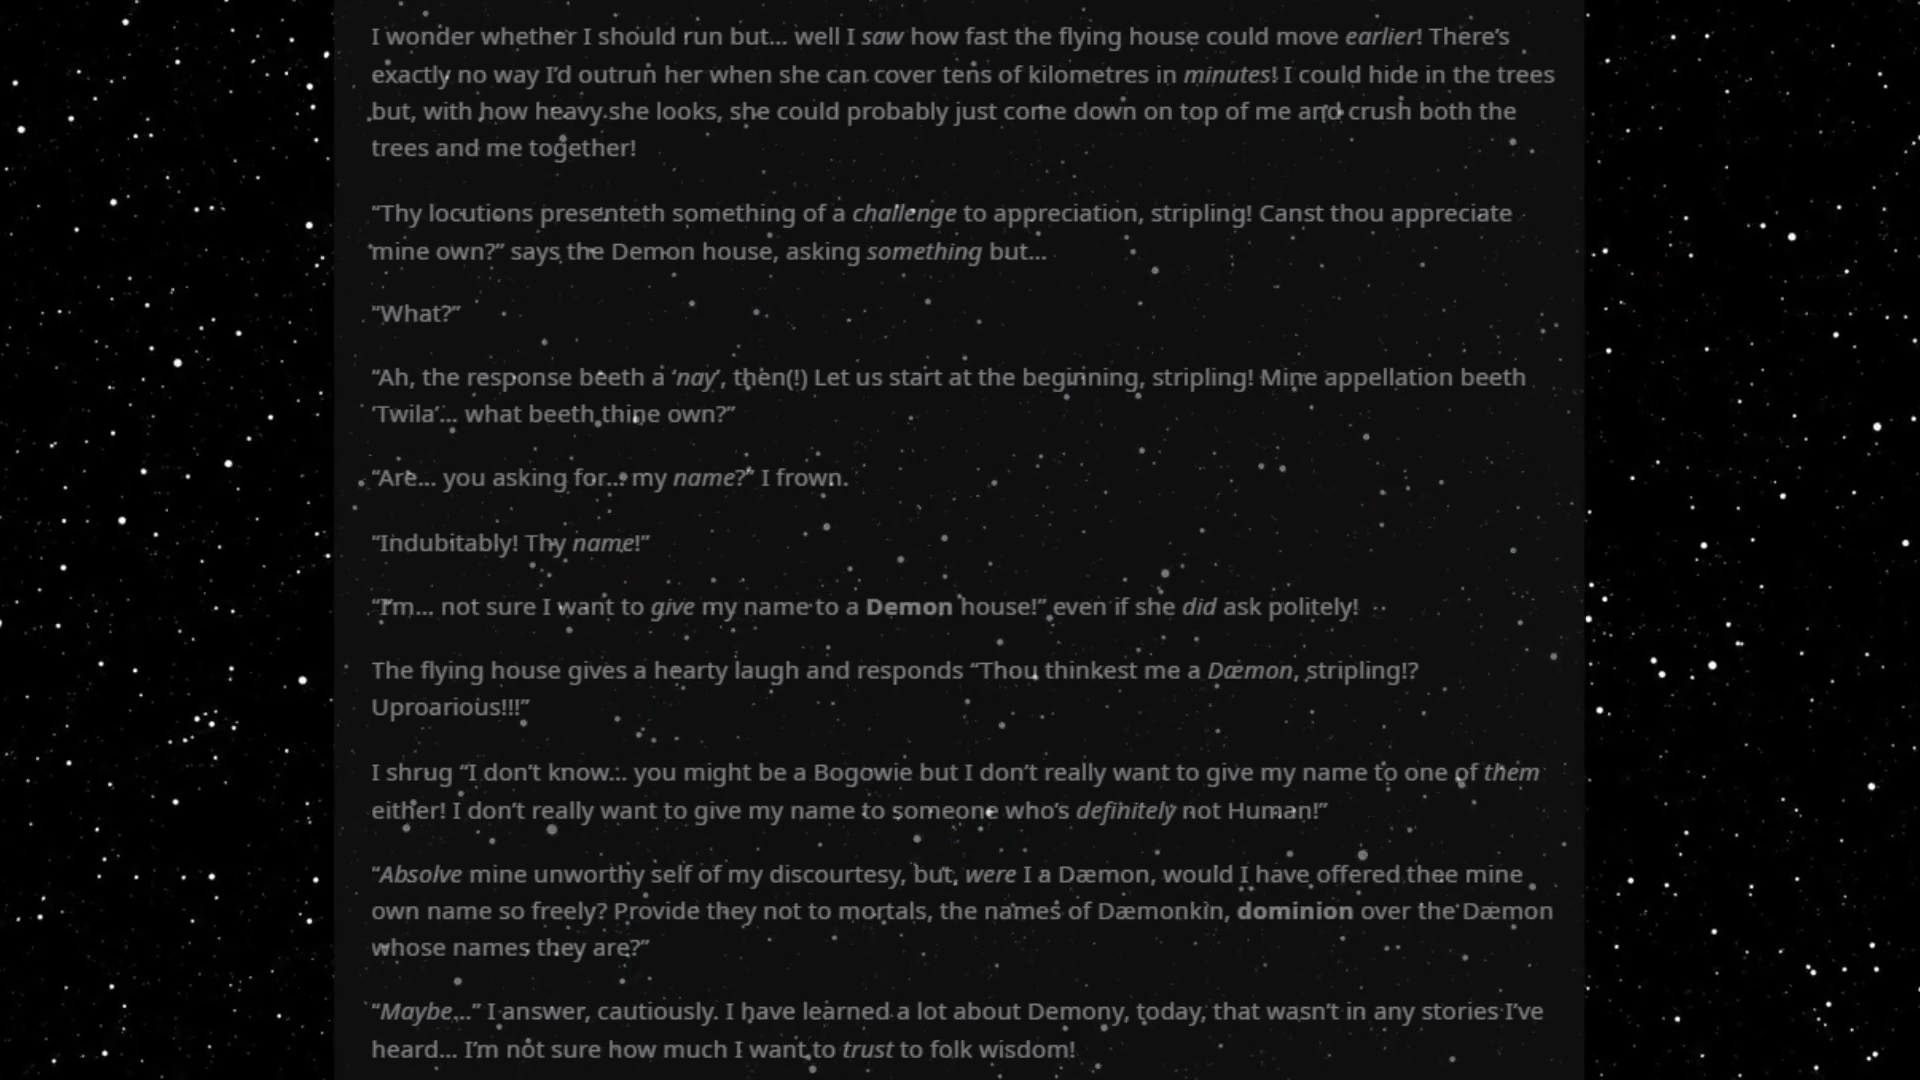 I wonder whether I should run but... well I saw how fast the flying house could move earlier! There’s
exactly no way I’d outrun her when she can cover tens of kilometres in minutes! I could hide in the trees
but, with how heavy she looks, she could probably just come down on top of me and crush both the
trees and me together!
“Thy locutions presenteth something of a challenge to appreciation, stripling! Canst thou appreciate
mine own?” says the Demon house, asking something but...
“What?”
“Ah, the response beeth a ‘nay’, then(!) Let us start at the beginning, stripling! Mine appellation beeth
‘Twila’... what beeth thine own?”
“Are... you asking for... my name?” I frown.
“Indubitably! Thy name!”
“I’m... not sure I want to give my name to a Demon house!” even if she did ask politely!
The flying house gives a hearty laugh and responds “Thou thinkest me a Dæmon, stripling!?
Uproarious!!!”
I shrug “I don’t know... you might be a Bogowie but I don’t really want to give my name to one of them
either! I don’t really want to give my name to someone who’s definitely not Human!”
“Absolve mine unworthy self of my discourtesy, but, were I a Dæmon, would I have offered thee mine
own name so freely? Provide they not to mortals, the names of Dæmonkin, dominion over the Dæmon
whose names they are?”
“Maybe...” I answer, cautiously. I have learned a lot about Demony, today, that wasn’t in any stories I’ve
heard... I’m not sure how much I want to trust to folk wisdom!